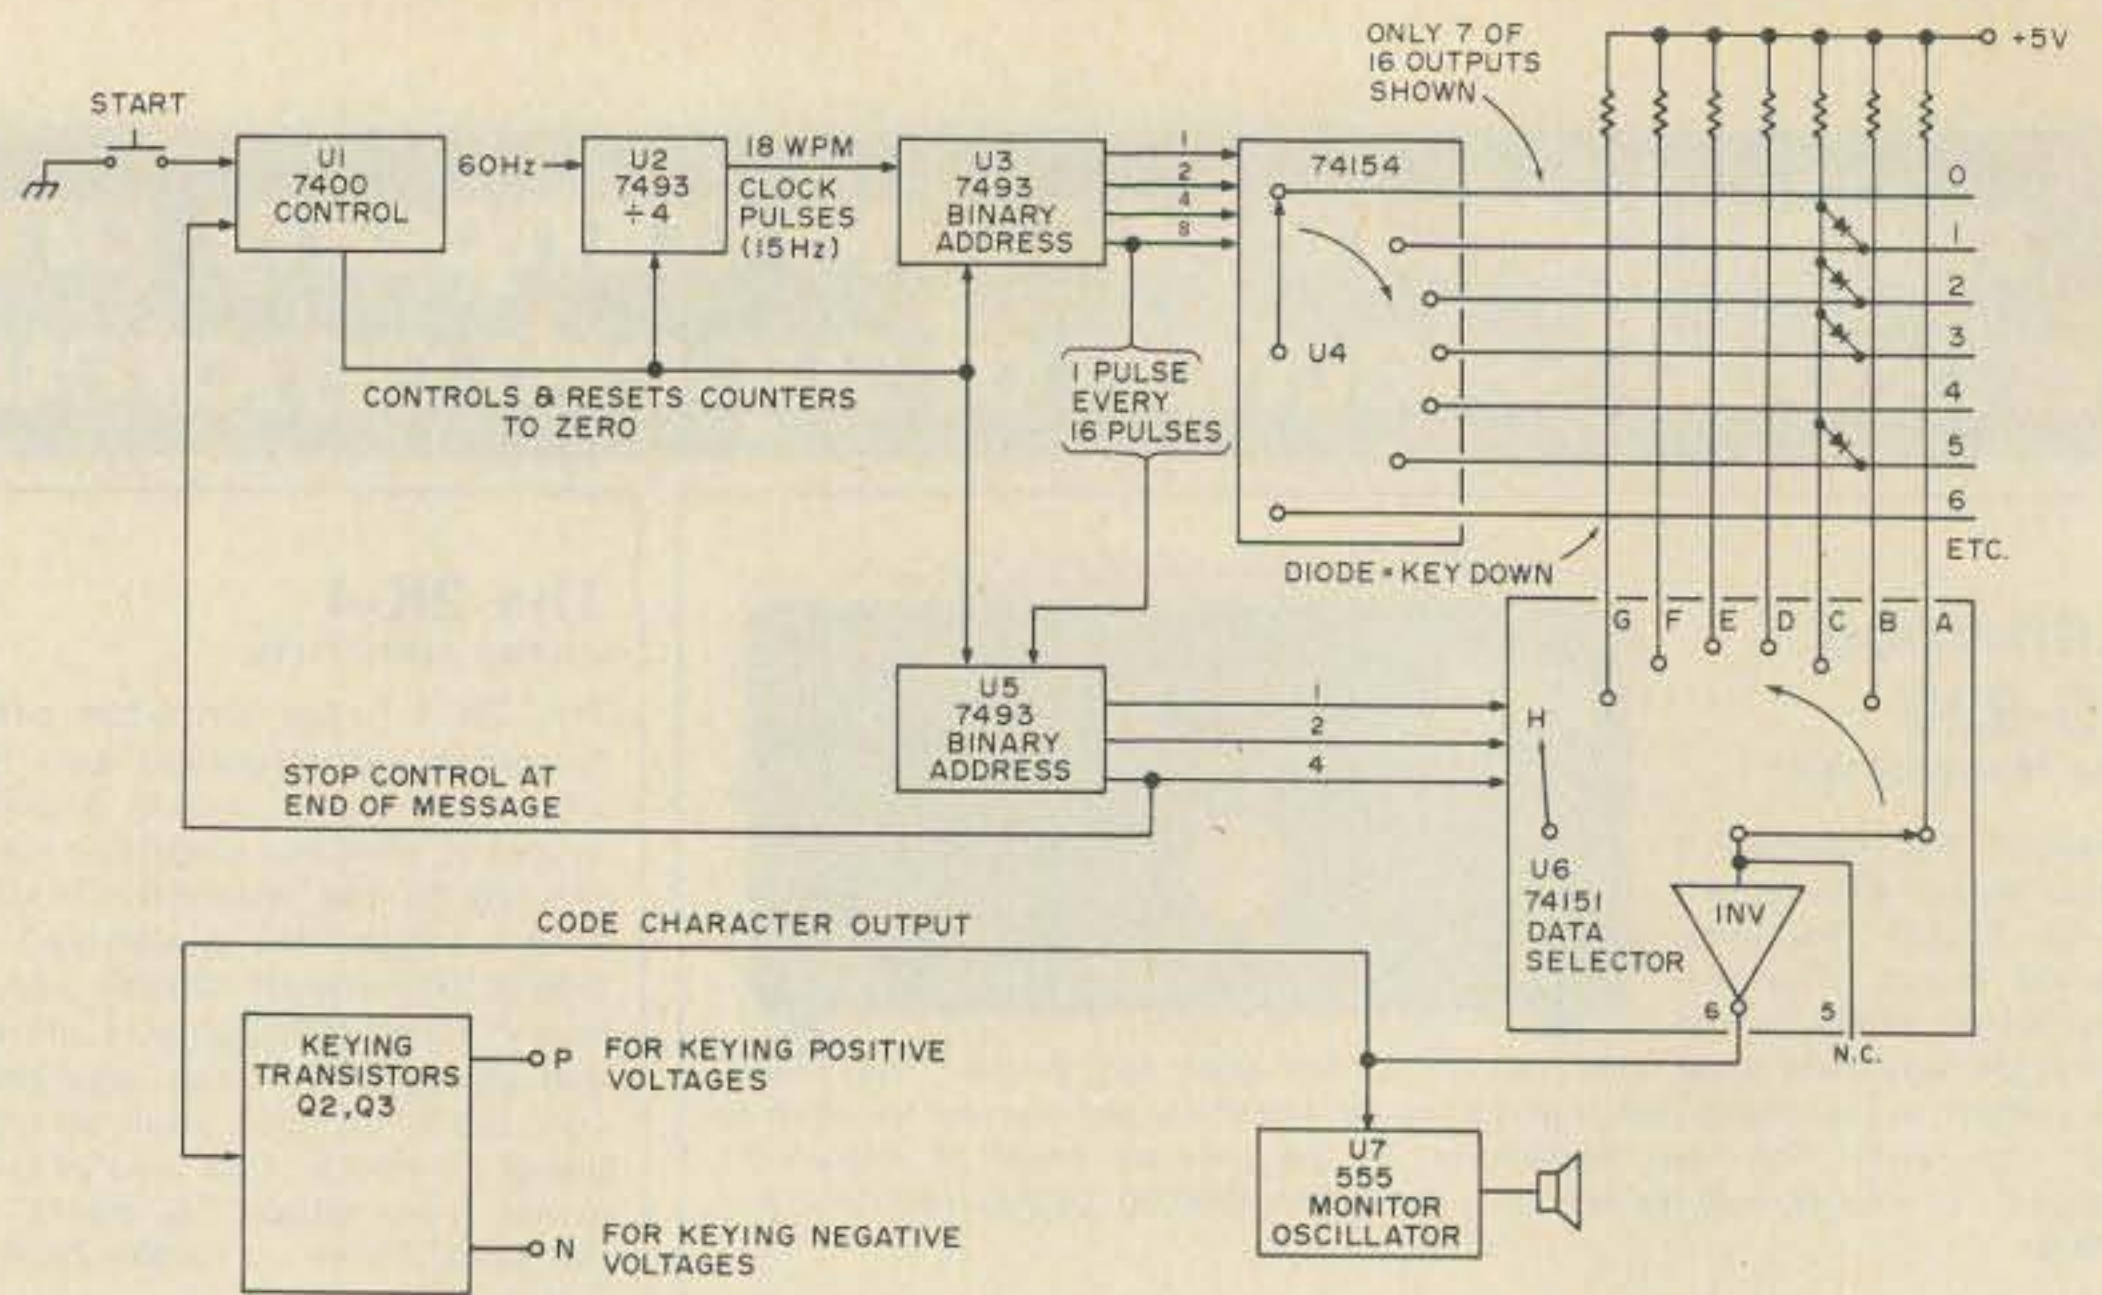 START
U1
7400
CONTROL
60Hz
U2
7493
÷4
18 WPM
CLOCK
PULSES
(15Hz)
U3
7493
BINARY
ADDRESS
1
2
4
8
74154
U4
ONLY 7 OF
16 OUTPUTS
SHOWN
+5V
0
1
2
3
4
5
6
ETC.
CONTROLS & RESETS COUNTERS
TO ZERO
1 PULSE
EVERY
16 PULSES
DIODE = KEY DOWN
G F E D C B A
H
U5
7493
BINARY
ADDRESS
1
2
4
STOP CONTROL AT
END OF MESSAGE
U6
74151
DATA
SELECTOR
INV
6
5
N.C.
CODE CHARACTER OUTPUT
KEYING
TRANSISTORS
Q2,Q3
P FOR KEYING POSITIVE
VOLTAGES
N FOR KEYING NEGATIVE
VOLTAGES
U7
555
MONITOR
OSCILLATOR